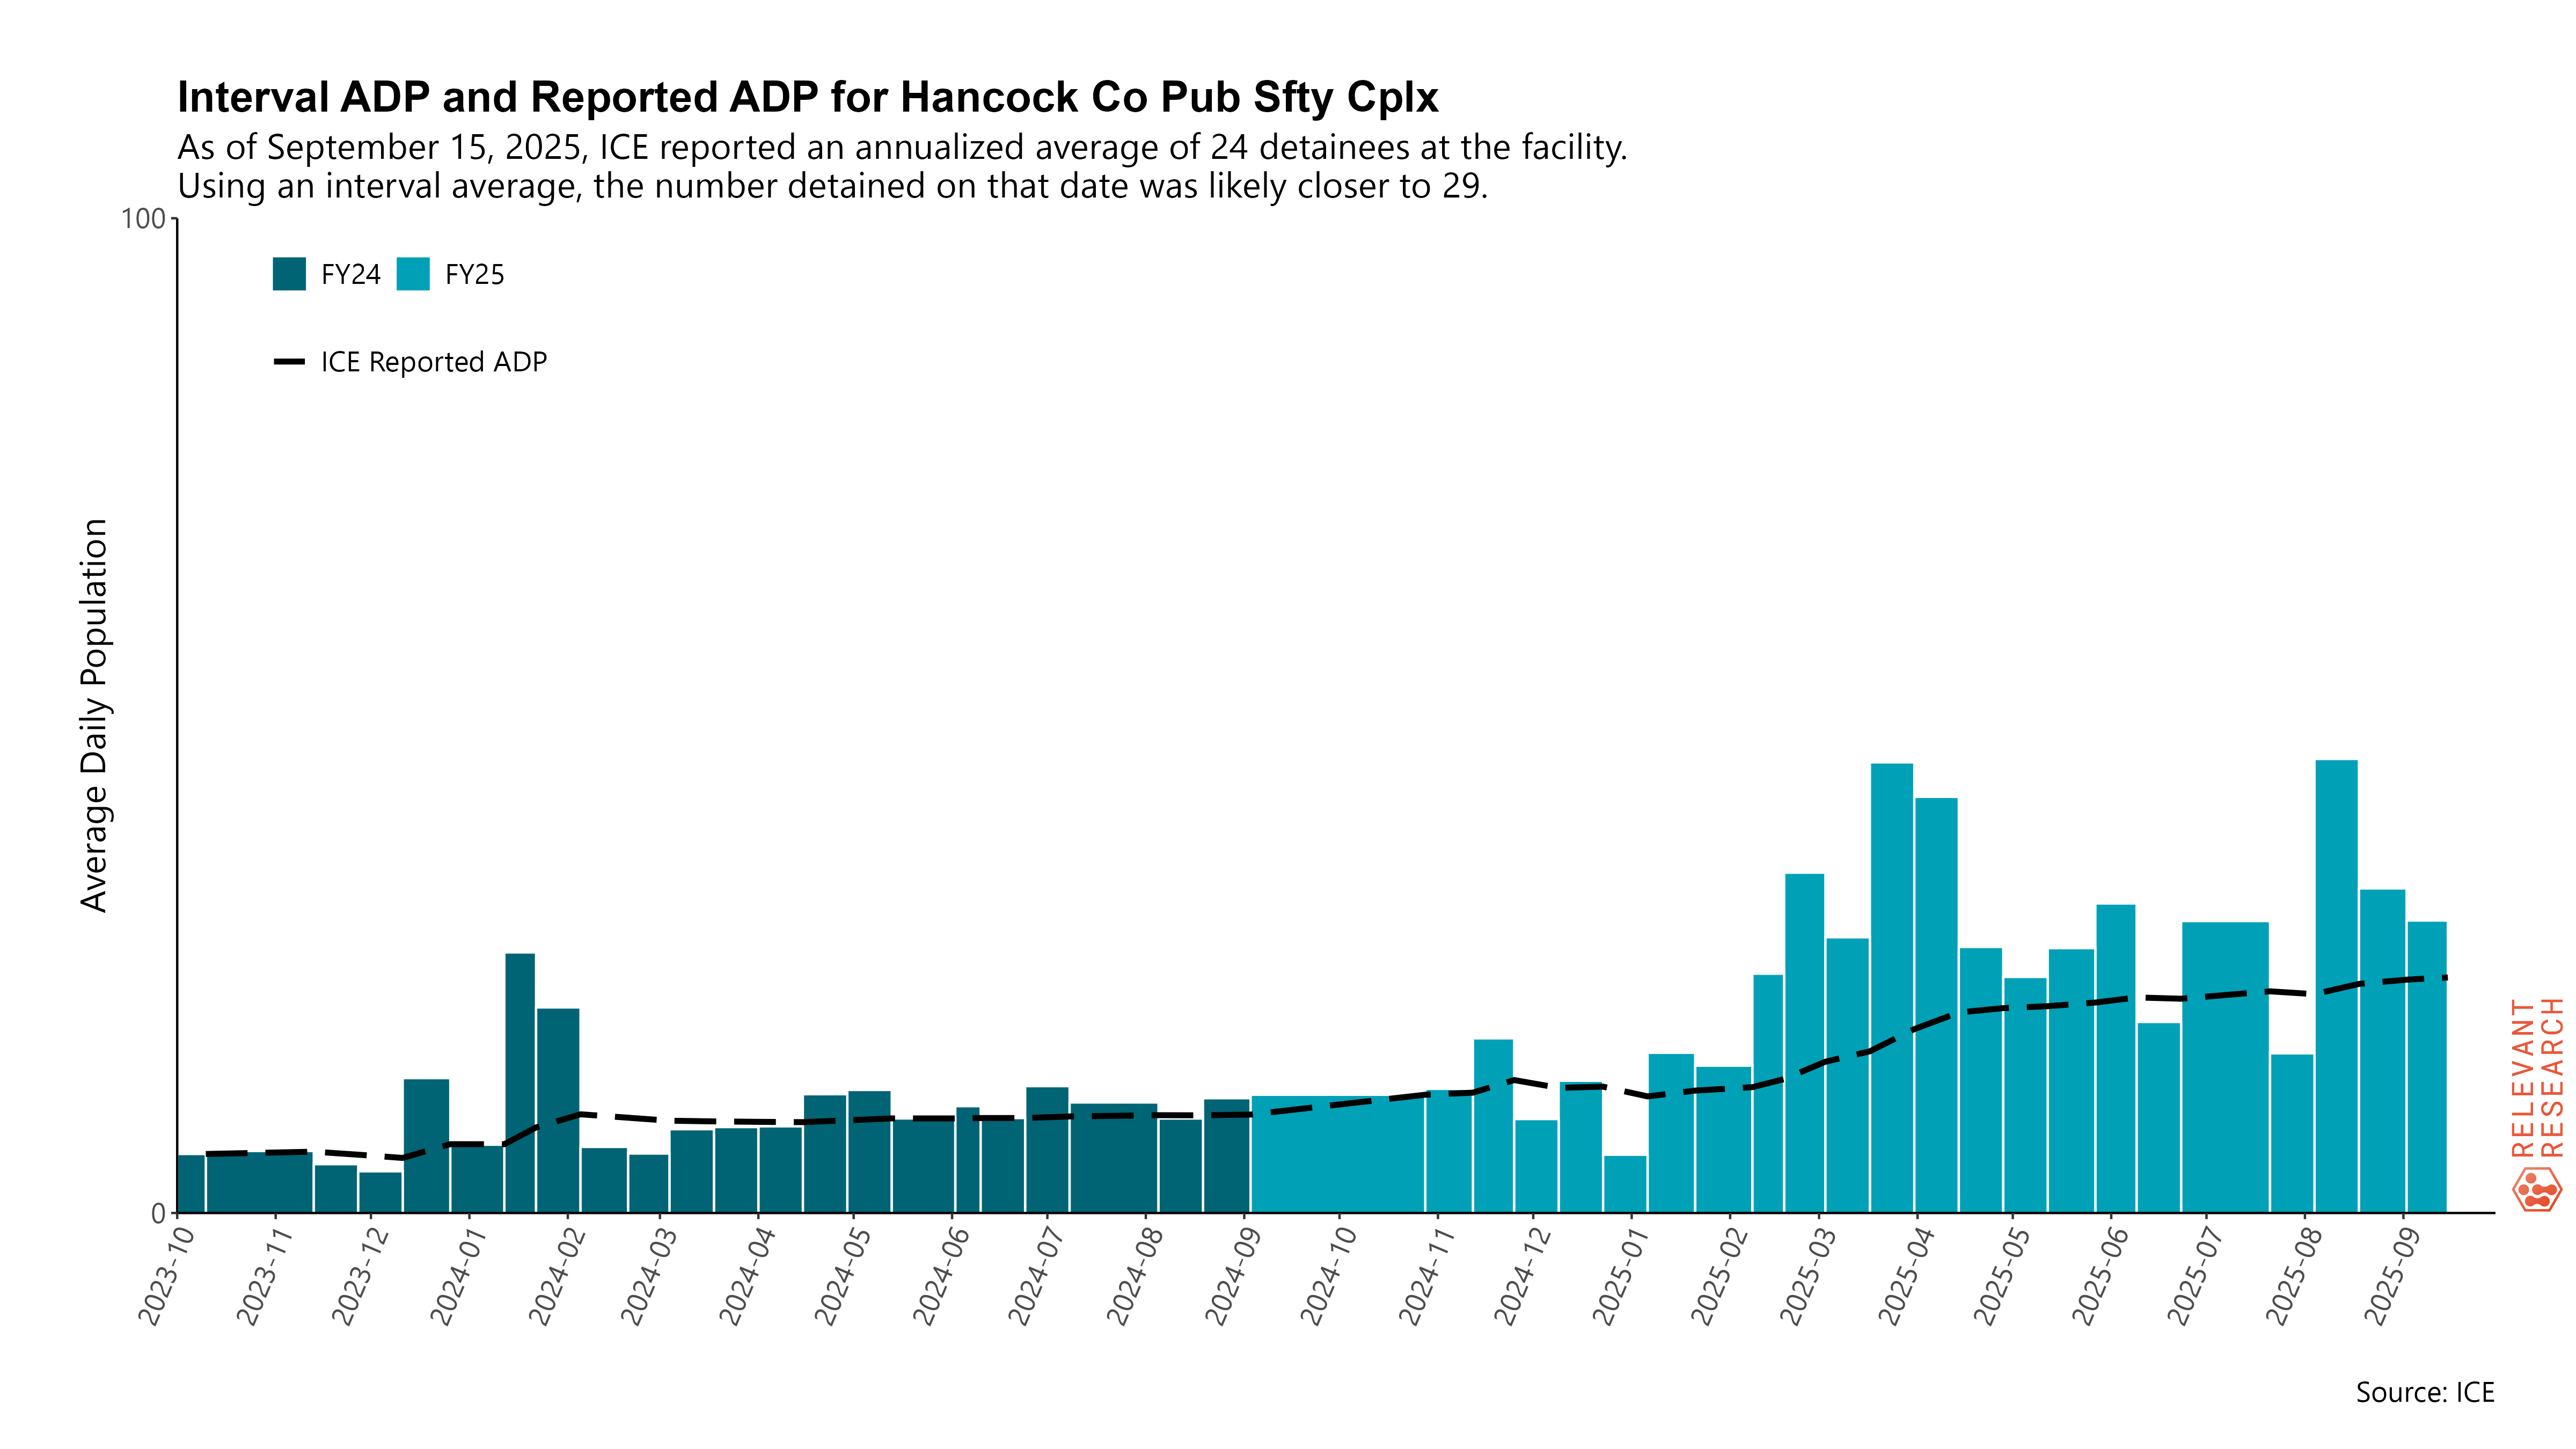 Interval ADP and Reported ADP for Hancock Co Pub Sfty Cplx
As of September 15, 2025, ICE reported an annualized average of 24 detainees at the facility.
Using an interval average, the number detained on that date was likely closer to 29.
100
FY24 FY25
ICE Reported ADP
Average Daily Population
0
2023-10
2023-11
2023-12
2024-01
2024-02
2024-03
2024-04
2024-05
2024-06
2024-07
2024-08
2024-09
2024-10
2024-11
2024-12
2025-01
2025-02
2025-03
2025-04
2025-05
2025-06
2025-07
2025-08
2025-09
RELEVANT
RESEARCH
Source: ICE